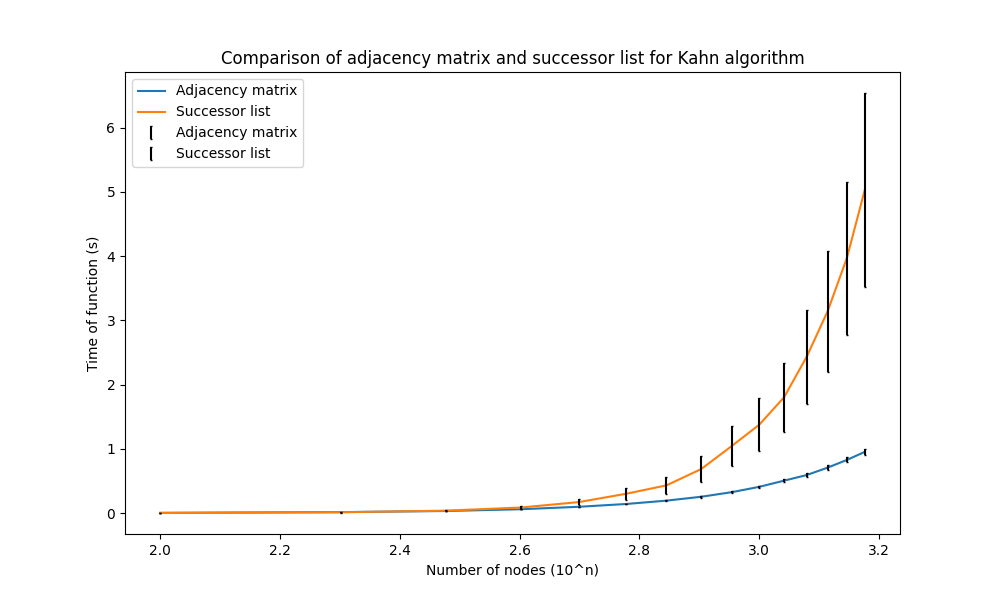 Comparison of adjacency matrix and successor list for Kahn algorithm
Adjacency matrix
Successor list
Adjacency matrix
Successor list
6
5
4
3
2
1
0
Time of function (s)
2.0 2.2 2.4 2.6 2.8 3.0 3.2
Number of nodes (10^n)